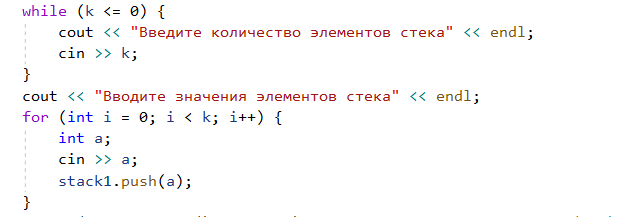 while (k <= 0) {
cout << "Введите количество элементов стека" << endl;
cin >> k;
}
cout << "Вводите значения элементов стека" << endl;
for (int i = 0; i < k; i++) {
int a;
cin >> a;
stack1.push(a);
}